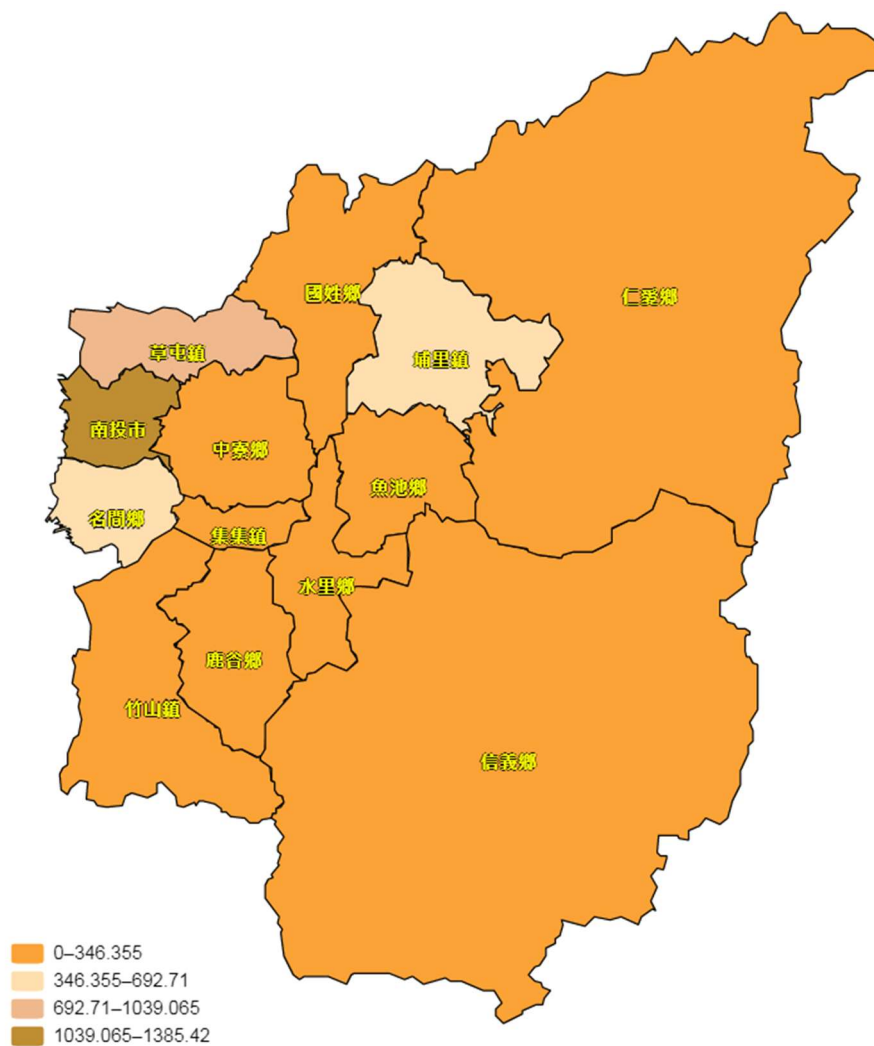 國姓鄉
仁愛鄉
草屯鎮
埔里鎮
南投市
中寮鄉
魚池鄉
名間鄉
集集鎮
水里鄉
鹿谷鄉
竹山鎮
信義鄉
0–346.355
346.355–692.71
692.71–1039.065
1039.065–1385.42